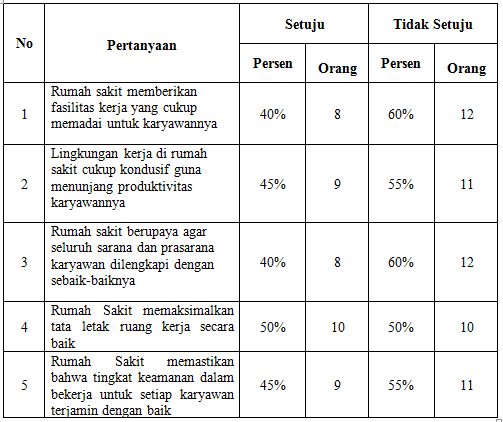 No Pertanyaan Setuju Tidak Setuju
Persen Orang Persen Orang
1 Rumah sakit memberikan
fasilitas kerja yang cukup
memadai untuk karyawannya 40% 8 60% 12
2 Lingkungan kerja di rumah
sakit cukup kondusif guna
menunjang produktivitas
karyawannya 45% 9 55% 11
3 Rumah sakit berupaya agar
seluruh sarana dan prasarana
karyawan dilengkapi dengan
sebaik-baiknya 40% 8 60% 12
4 Rumah Sakit memaksimalkan
tata letak ruang kerja secara
baik 50% 10 50% 10
5 Rumah Sakit memastikan
bahwa tingkat keamanan dalam
bekerja untuk setiap karyawan
terjamin dengan baik 45% 9 55% 11